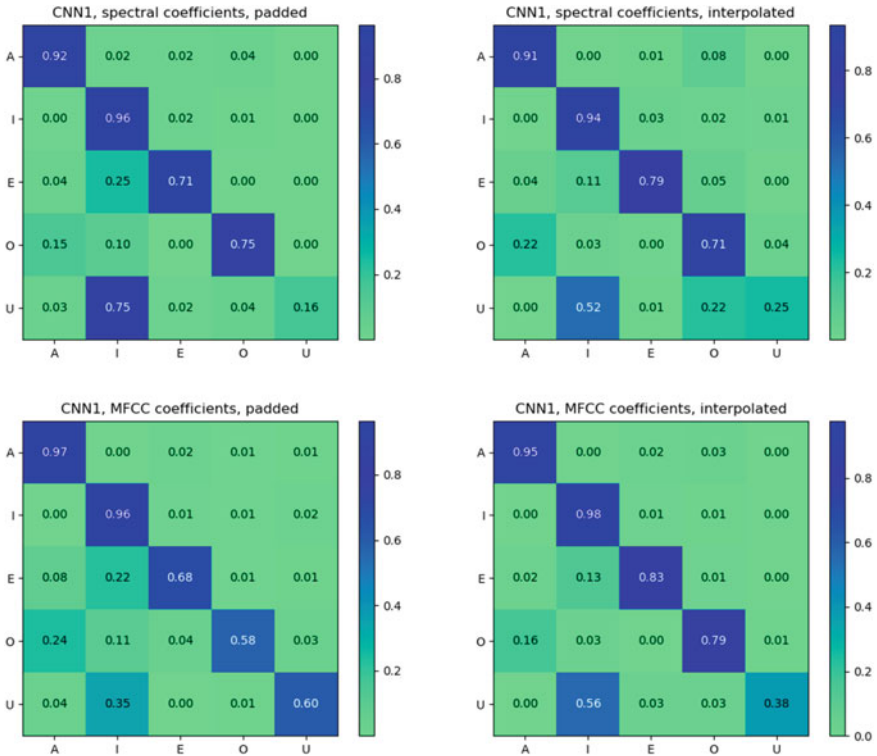 CNN1, spectral coefficients, padded
A 0.92 0.02 0.02 0.04 0.00
I 0.00 0.96 0.02 0.01 0.00
E 0.04 0.25 0.71 0.00 0.00
O 0.15 0.10 0.00 0.75 0.00
U 0.03 0.75 0.02 0.04 0.16
A I E O U
0.8
0.6
0.4
0.2
CNN1, spectral coefficients, interpolated
A 0.91 0.00 0.01 0.08 0.00
I 0.00 0.94 0.03 0.02 0.01
E 0.04 0.11 0.79 0.05 0.00
O 0.22 0.03 0.00 0.71 0.04
U 0.00 0.52 0.01 0.22 0.25
A I E O U
0.8
0.6
0.4
0.2
CNN1, MFCC coefficients, padded
A 0.97 0.00 0.02 0.01 0.01
I 0.00 0.96 0.01 0.01 0.02
E 0.08 0.22 0.68 0.01 0.01
O 0.24 0.11 0.04 0.58 0.03
U 0.04 0.35 0.00 0.01 0.60
A I E O U
0.8
0.6
0.4
0.2
CNN1, MFCC coefficients, interpolated
A 0.95 0.00 0.02 0.03 0.00
I 0.00 0.98 0.01 0.01 0.00
E 0.02 0.13 0.83 0.01 0.00
O 0.16 0.03 0.00 0.79 0.01
U 0.00 0.56 0.03 0.03 0.38
A I E O U
0.8
0.6
0.4
0.2
0.0